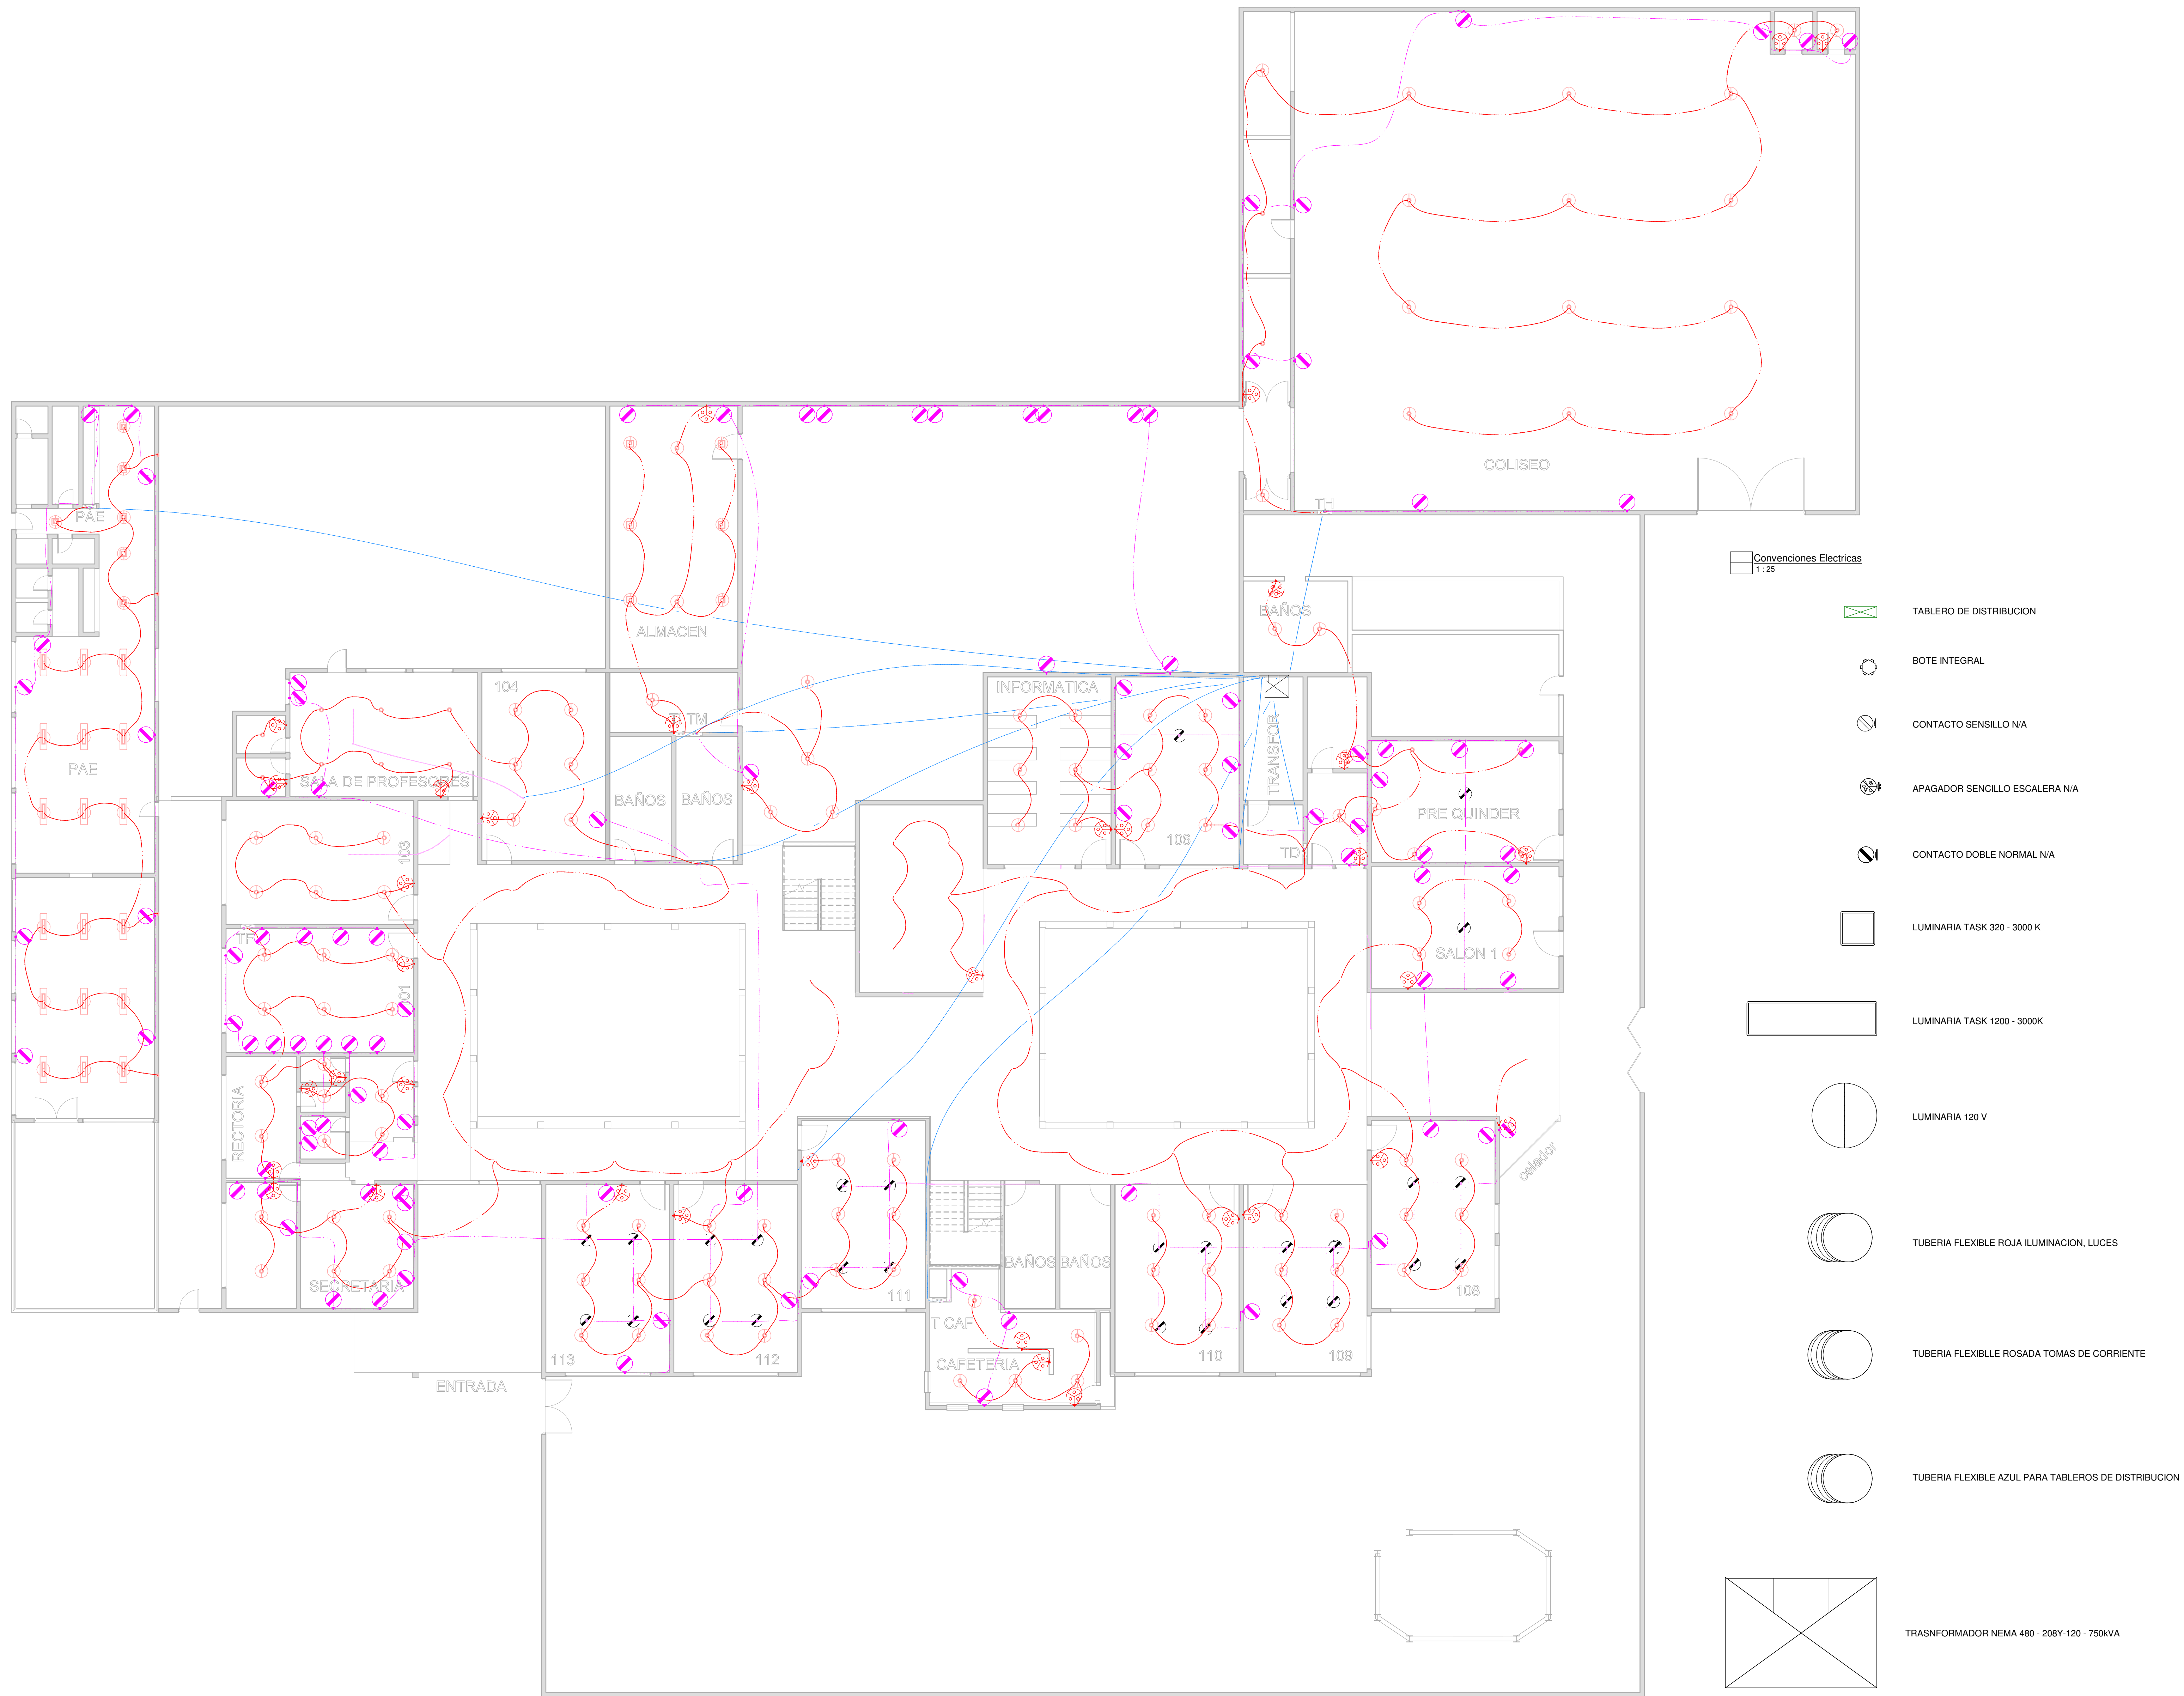 COLISEO
TH
PAE
Convenciones Electricas
1 : 25
BAÑOS
TABLERO DE DISTRIBUCION
ALMACEN
BOTE INTEGRAL
104
INFORMATICA
TM
CONTACTO SENSILLO N/A
TRANSFOR
PAE
SALA DE PROFESORES
APAGADOR SENCILLO ESCALERA N/A
BAÑOS
BAÑOS
PRE QUINDER
106
103
TD
CONTACTO DOBLE NORMAL N/A
LUMINARIA TASK 320 - 3000 K
SALON 1
01
LUMINARIA TASK 1200 - 3000K
RECTORIA
LUMINARIA 120 V
celador
TUBERIA FLEXIBLE ROJA ILUMINACION, LUCES
BAÑOS
BAÑOS
SECRETARIA
111
108
T CAF
TUBERIA FLEXIBLLE ROSADA TOMAS DE CORRIENTE
113
112
CAFETERIA
110
109
ENTRADA
TUBERIA FLEXIBLE AZUL PARA TABLEROS DE DISTRIBUCION
TRASNFORMADOR NEMA 480 - 208Y-120 - 750kVA